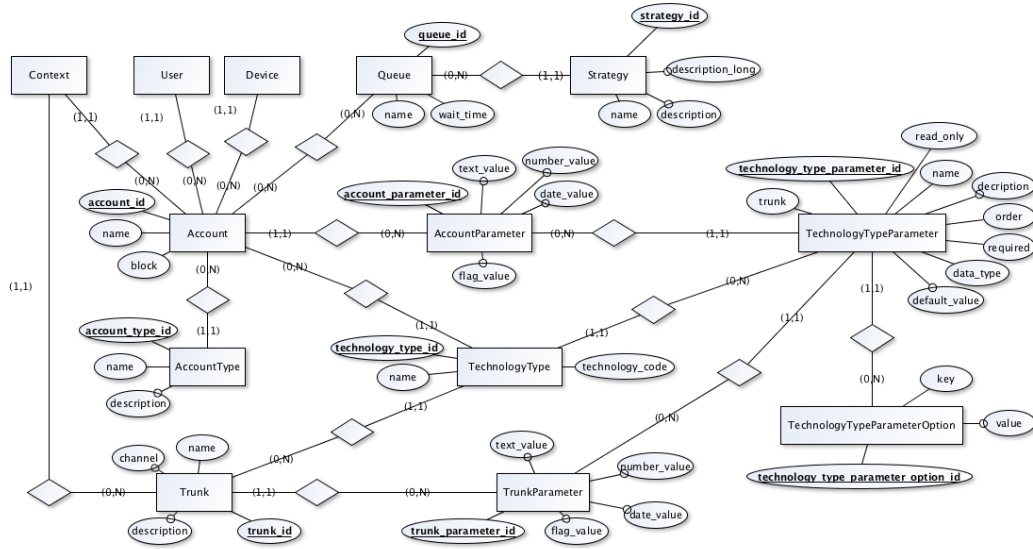 strategy_id
queue_id
Context
User
Device
Queue
(0,N)
(1,1)
Strategy
description_long
name
wait_time
name
description
(1,1)
(1,1)
(1,1)
(0,N)
read_only
text_value
number_value
technology_type_parameter_id
name
(0,N)
(0,N)
(0,N)
(0,N)
account_parameter_id
date_value
decription
account_id
trunk
order
name
Account
(1,1)
(0,N)
AccountParameter
(0,N)
(1,1)
TechnologyTypeParameter
required
block
(0,N)
(0,N)
flag_value
data_type
(0,N)
(1,1)
default_value
(1,1)
(1,1)
account_type_id
(1,1)
(1,1)
(1,1)
technology_type_id
name
AccountType
name
TechnologyType
technology_code
description
(1,1)
(0,N)
key
(0,N)
TechnologyTypeParameterOption
value
name
text_value
channel
(0,N)
number_value
technology_type_parameter_option_id
(0,N)
Trunk
(1,1)
(0,N)
TrunkParameter
date_value
description
trunk_id
trunk_parameter_id
flag_value